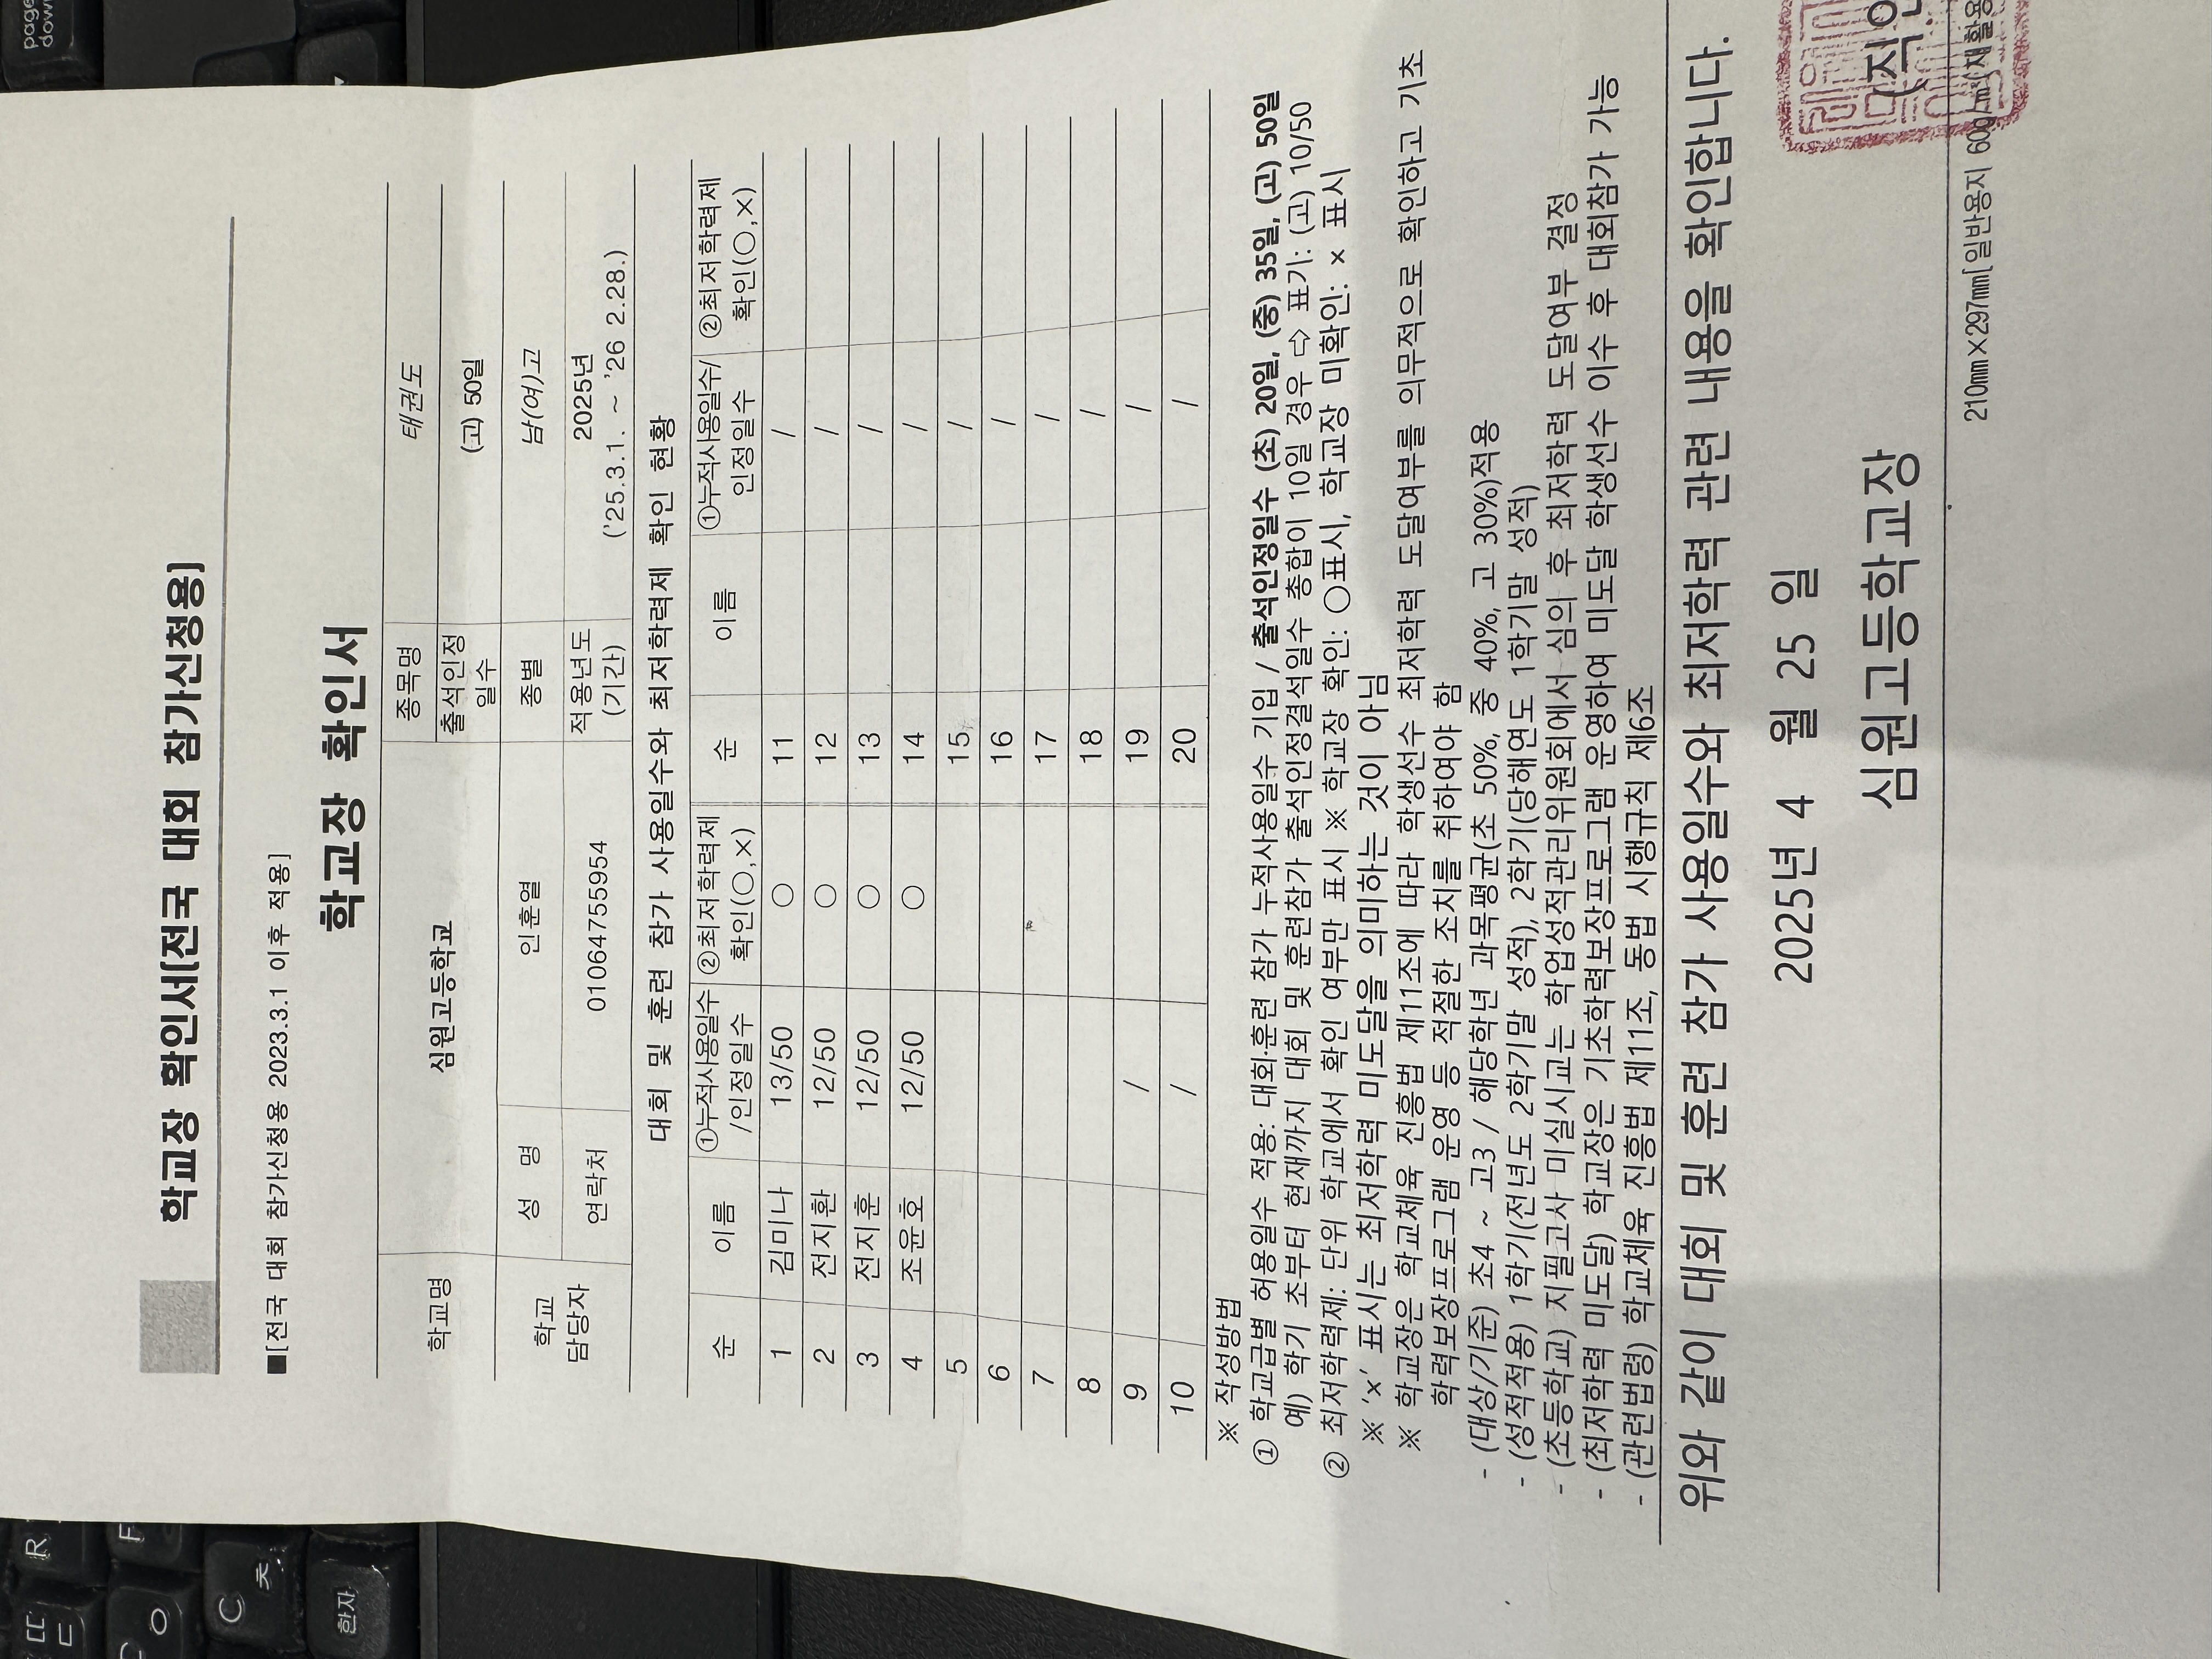 학교장 확인서[전국 대회 참가신청용]
■[전국 대회 참가신청용 2023.3.1 이후 적용]
학교장 확인서
학교명 심원고등학교 종목명 태권도
출석인정 일수 (고) 50일
학교 담당자 성 명 인훈열 종별 남(여)고
연락처 01064755954 적용년도 (기간) 2025년 ('25.3.1. ~ '26 2.28.)
대회 및 훈련 참가 사용일수와 최저학력제 확인 현황
순 이름 ①누적사용일수/인정일수 ②최저학력제 확인(○,×) 순 이름 ①누적사용일수/인정일수 ②최저학력제 확인(○,×)
1 김미나 13/50 ○ 11 /
2 전지환 12/50 ○ 12 /
3 전지훈 12/50 ○ 13 /
4 조윤호 12/50 ○ 14 /
5 15 /
6 16 /
7 17 /
8 18 /
9 / 19 /
10 / 20 /
※ 작성방법
① 학교급별 허용일수 적용: 대회·훈련 참가 누적사용일수 기입 / 출석인정일수 (초) 20일, (중) 35일, (고) 50일
예) 학기 초부터 현재까지 대회 및 훈련참가 출석인정결석일수 총합이 10일 경우 ⇨ 표기: (고) 10/50
② 최저학력제: 단위 학교에서 확인 여부만 표시 ※ 학교장 확인: ○표시, 학교장 미확인: × 표시
※ '×' 표시는 최저학력 미도달을 의미하는 것이 아님
※ 학교장은 학교체육 진흥법 제11조에 따라 학생선수 최저학력 도달여부를 의무적으로 확인하고 기초
학력보장프로그램 운영 등 적절한 조치를 취하여야 함
- (대상/기준) 초4 ~ 고3 / 해당학년 과목평균(초 50%, 중 40%, 고 30%)적용
- (성적적용) 1학기(전년도 2학기말 성적), 2학기(당해연도 1학기말 성적)
- (초등학교) 지필고사 미실시교는 학업성적관리위원회에서 심의 후 최저학력 도달여부 결정
- (최저학력 미도달) 학교장은 기초학력보장프로그램 운영하여 미도달 학생선수 이수 후 대회참가 가능
- (관련법령) 학교체육 진흥법 제11조, 동법 시행규칙 제6조
위와 같이 대회 및 훈련 참가 사용일수와 최저학력 관련 내용을 확인합니다.
2025년 4 월 25 일
심원고등학교장 (직인
210mm×297mm[일반용지 60g/㎡(재활용
page
down
R
F
ㄸ
ㄷ
ㅇ
C
ㅊ
한자